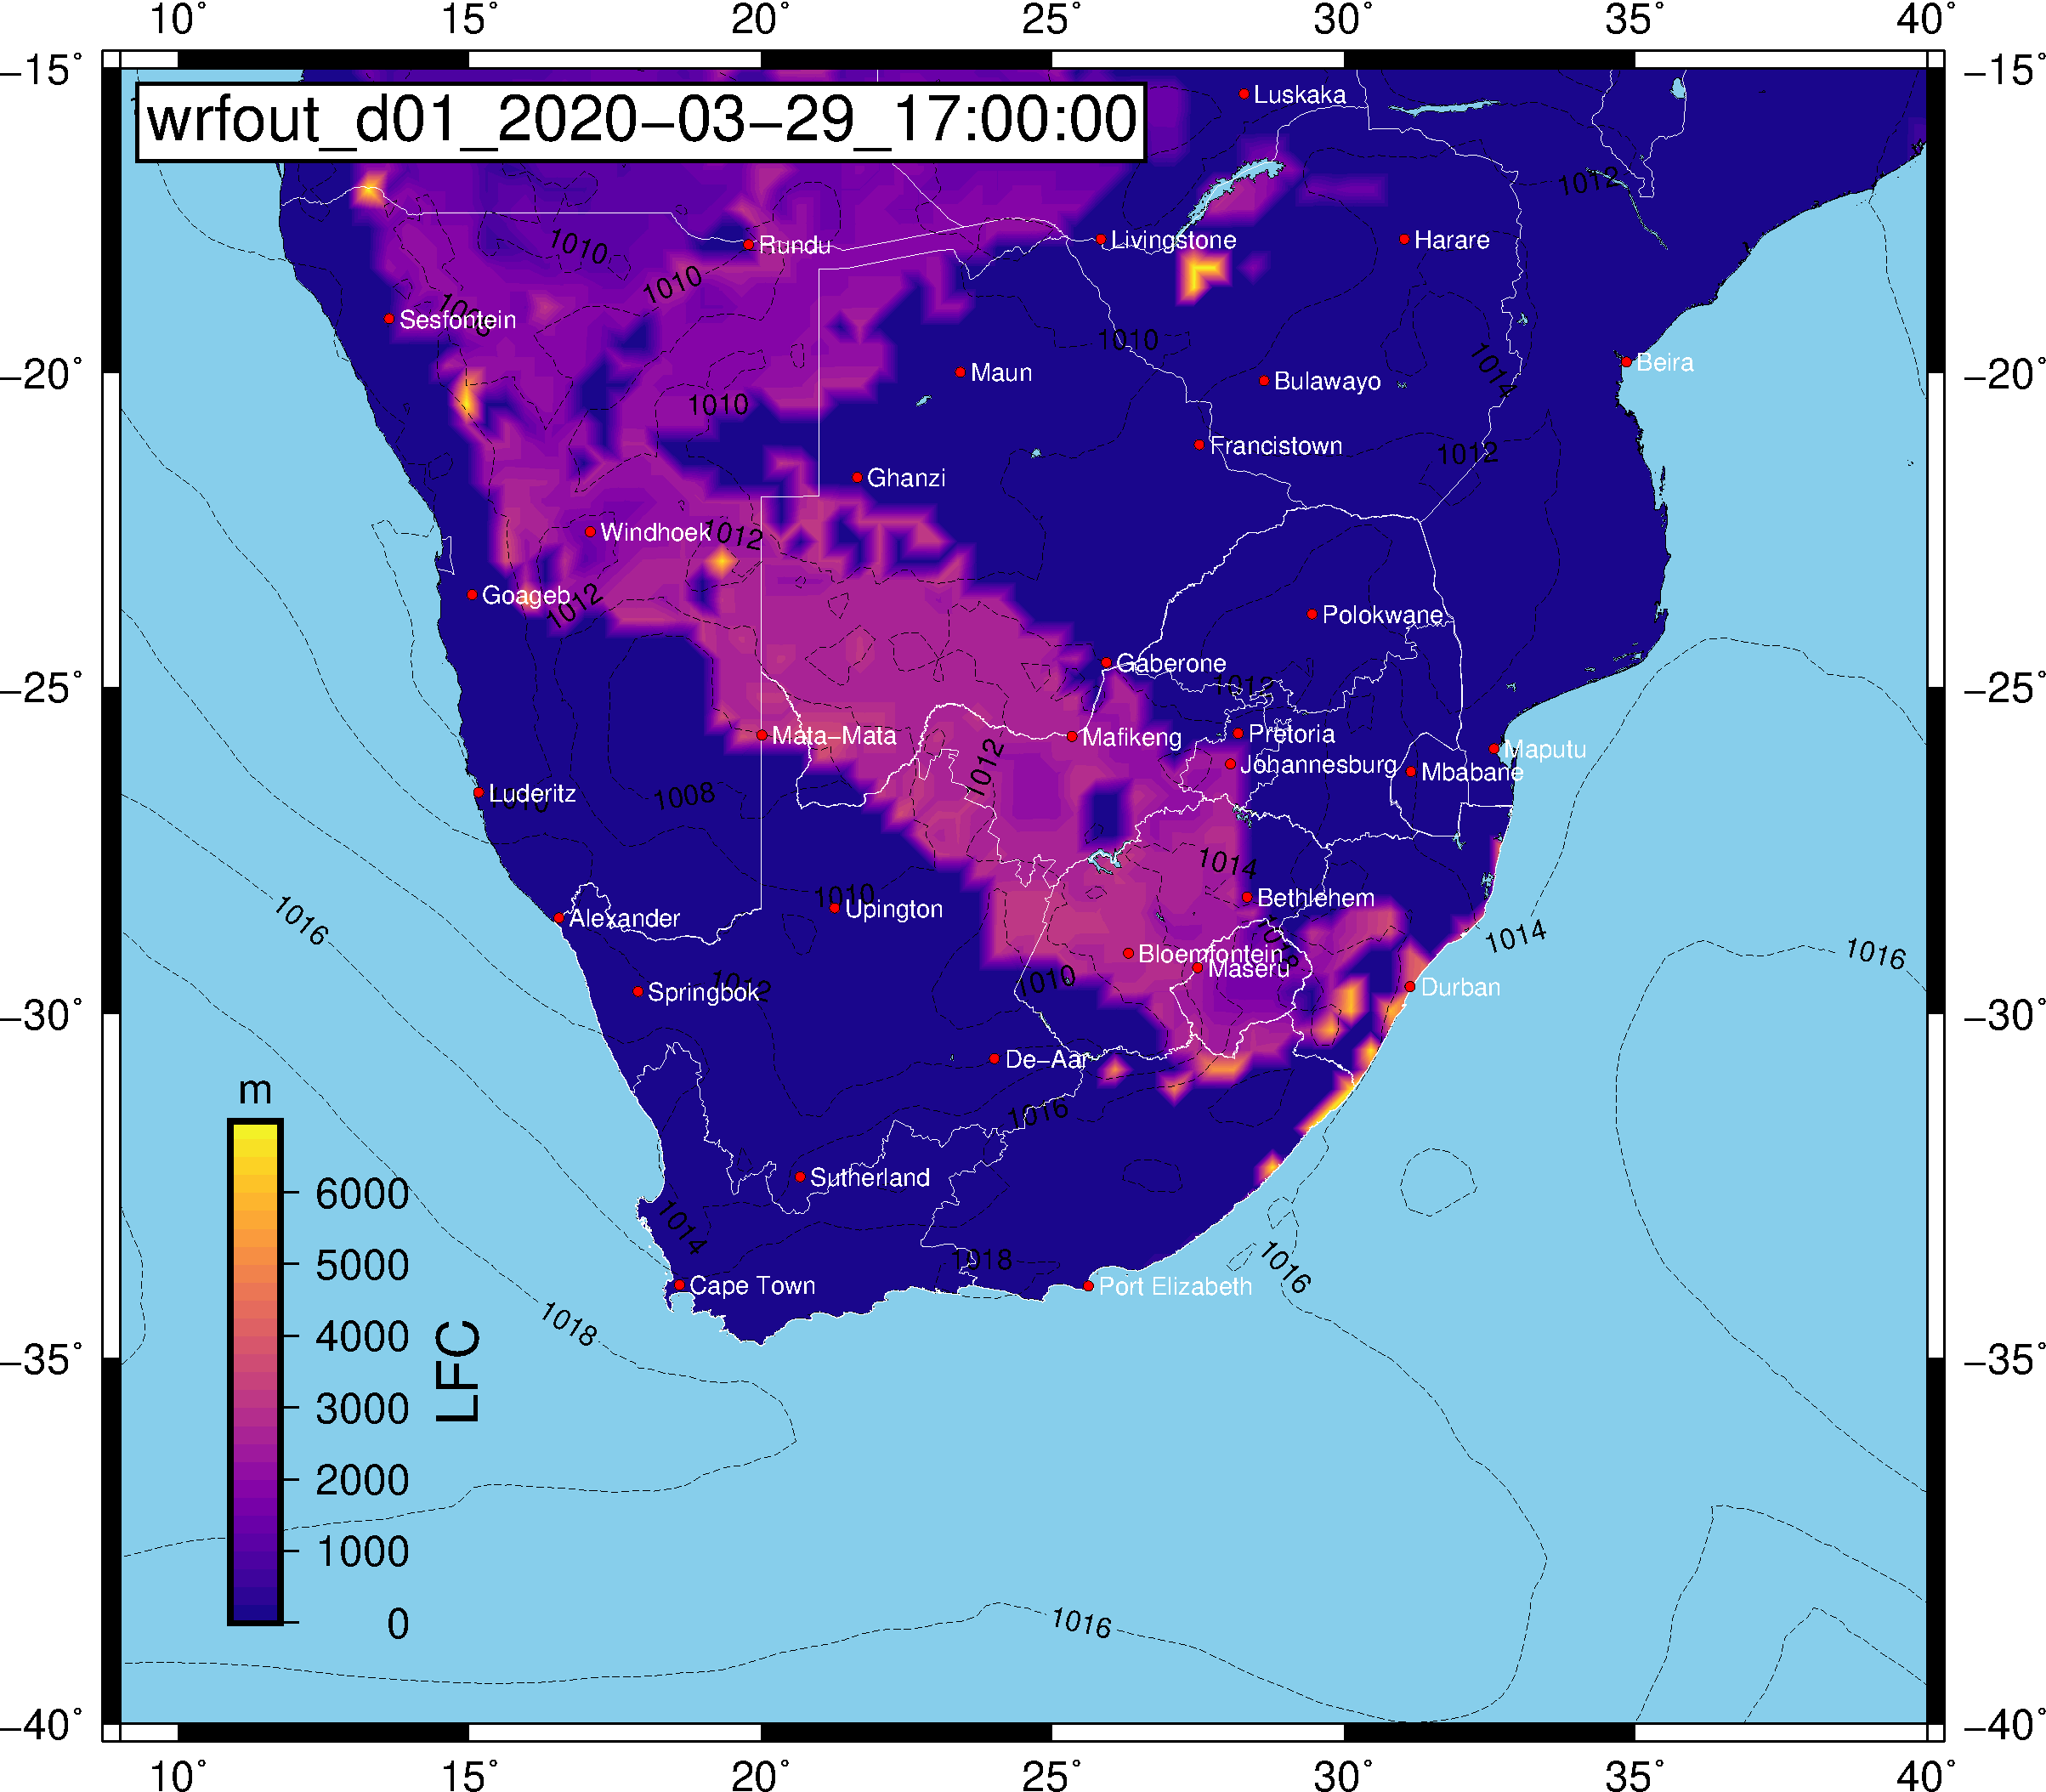 10° 15° 20° 25° 30° 35° 40°
−15° −15°
wrfout_d01_2020−03−29_17:00:00
Luskaka
1012
Rundu
Livingstone
Harare
1010
1010
Sesfontein
1010
1014
Beira
−20° −20°
Maun
Bulawayo
1010
Francistown
1012
Ghanzi
Windhoek
1012
Goageb
1012
Polokwane
Gaberone
−25° −25°
1012
Mata−Mata
Mafikeng
Pretoria
Maputu
1012
Johannesburg
Mbabane
Luderitz
1010
1008
1014
1010
Bethlehem
1016
Alexander
Upington
1014
1016
Bloemfontein
Maseru
1010
Springbok
1012
Durban
−30° −30°
De−Aar
m
1016
Sutherland
6000
1014
5000
1018
1016
Cape Town
Port Elizabeth
4000
1018
LFC
−35° −35°
3000
2000
1000
0
1016
−40° −40°
10° 15° 20° 25° 30° 35° 40°